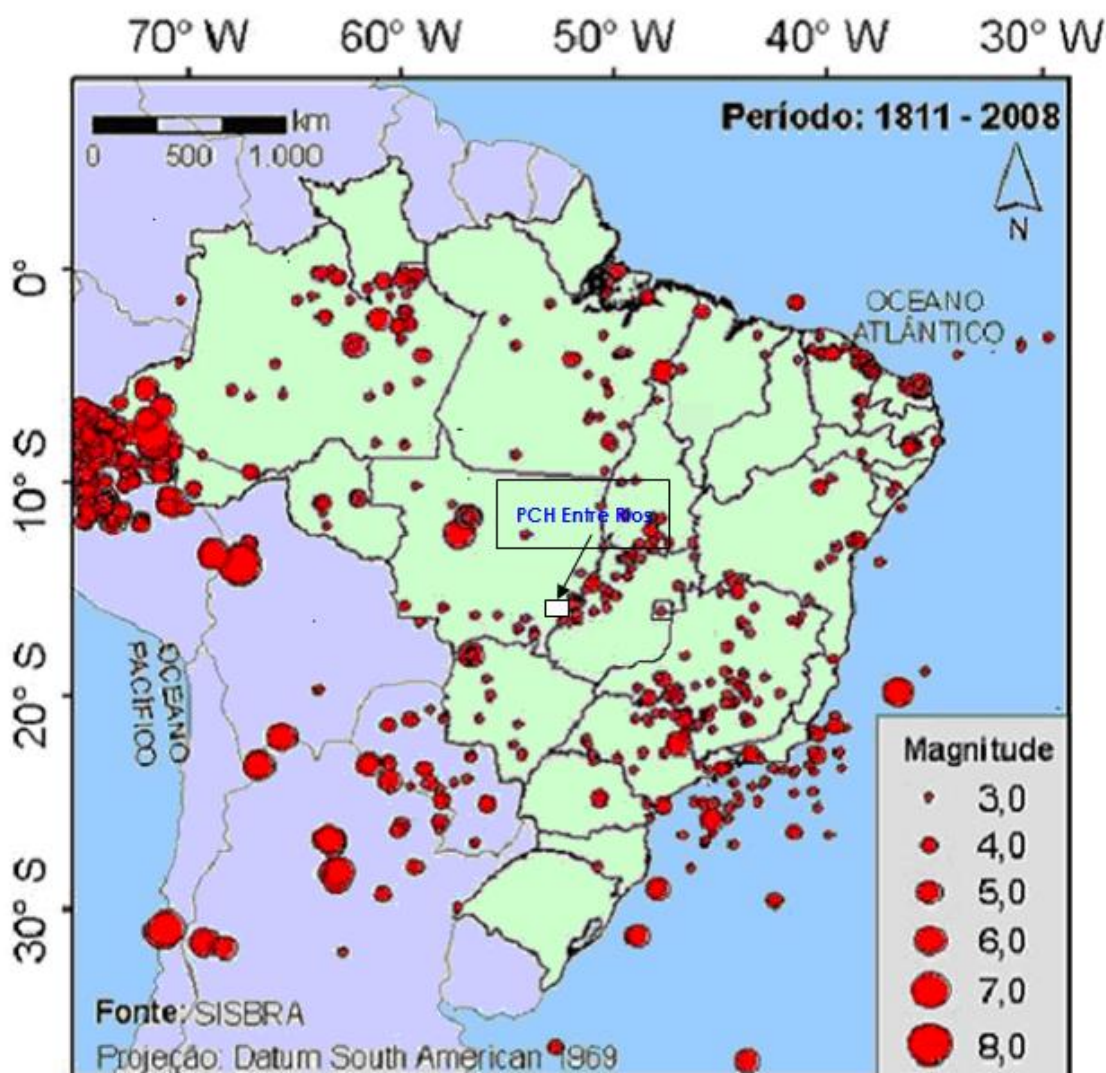 70° W 60° W 50° W 40° W 30° W
km
0 500 1.000
Período: 1811 - 2008
N
0°
OCEANO
ATLÂNTICO
10° S
PCH Entre Rios
OCEANO
PACÍFICO
20° S
30° S
Magnitude
3,0
4,0
5,0
6,0
7,0
8,0
Fonte: SISBRA
Projeção: Datum South American 1969